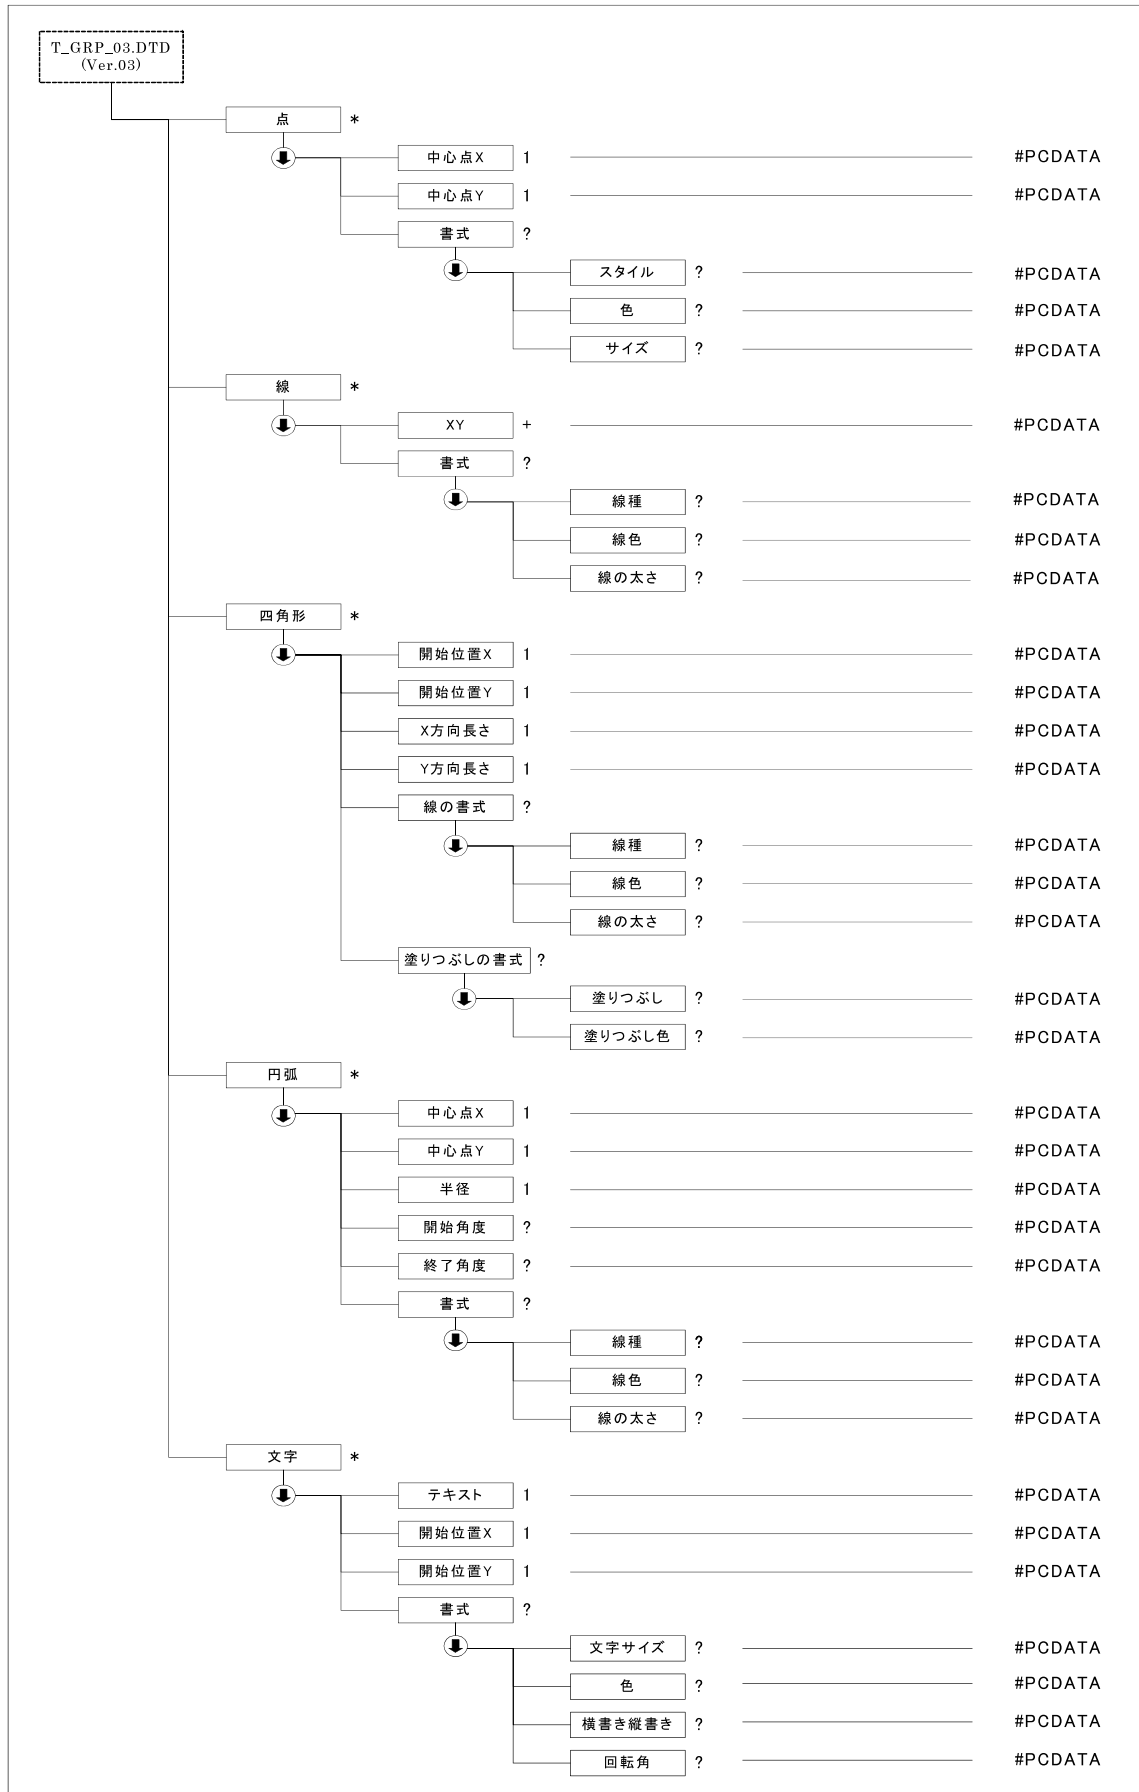 T_GRP_03.DTD
(Ver.03)
点 *
中心点X 1 #PCDATA
中心点Y 1 #PCDATA
書式 ?
スタイル ? #PCDATA
色 ? #PCDATA
サイズ ? #PCDATA
線 *
XY + #PCDATA
書式 ?
線種 ? #PCDATA
線色 ? #PCDATA
線の太さ ? #PCDATA
四角形 *
開始位置X 1 #PCDATA
開始位置Y 1 #PCDATA
X方向長さ 1 #PCDATA
Y方向長さ 1 #PCDATA
線の書式 ?
線種 ? #PCDATA
線色 ? #PCDATA
線の太さ ? #PCDATA
塗りつぶしの書式 ?
塗りつぶし ? #PCDATA
塗りつぶし色 ? #PCDATA
円弧 *
中心点X 1 #PCDATA
中心点Y 1 #PCDATA
半径 1 #PCDATA
開始角度 ? #PCDATA
終了角度 ? #PCDATA
書式 ?
線種 ? #PCDATA
線色 ? #PCDATA
線の太さ ? #PCDATA
文字 *
テキスト 1 #PCDATA
開始位置X 1 #PCDATA
開始位置Y 1 #PCDATA
書式 ?
文字サイズ ? #PCDATA
色 ? #PCDATA
横書き縦書き ? #PCDATA
回転角 ? #PCDATA